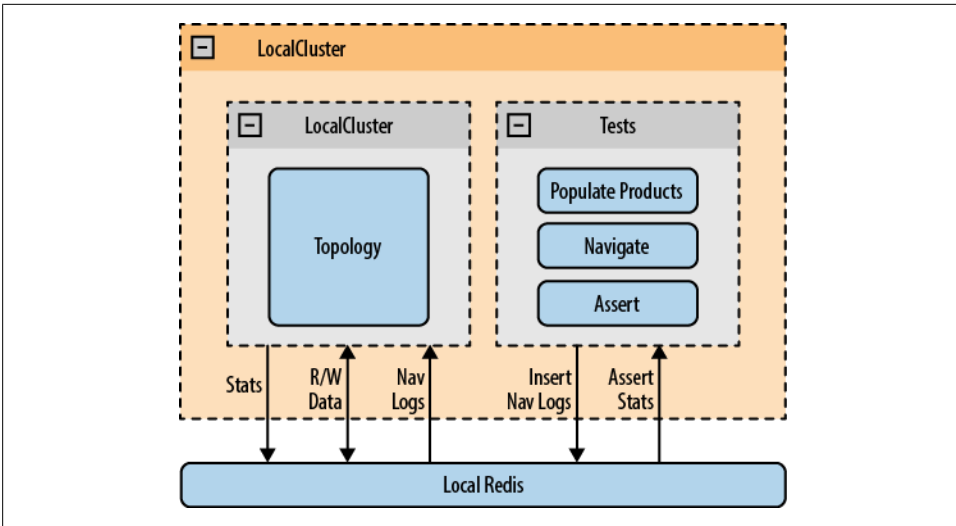 LocalCluster
LocalCluster
Tests
Topology
Populate Products
Navigate
Assert
Stats
R/W
Data
Nav
Logs
Insert
Nav Logs
Assert
Stats
Local Redis